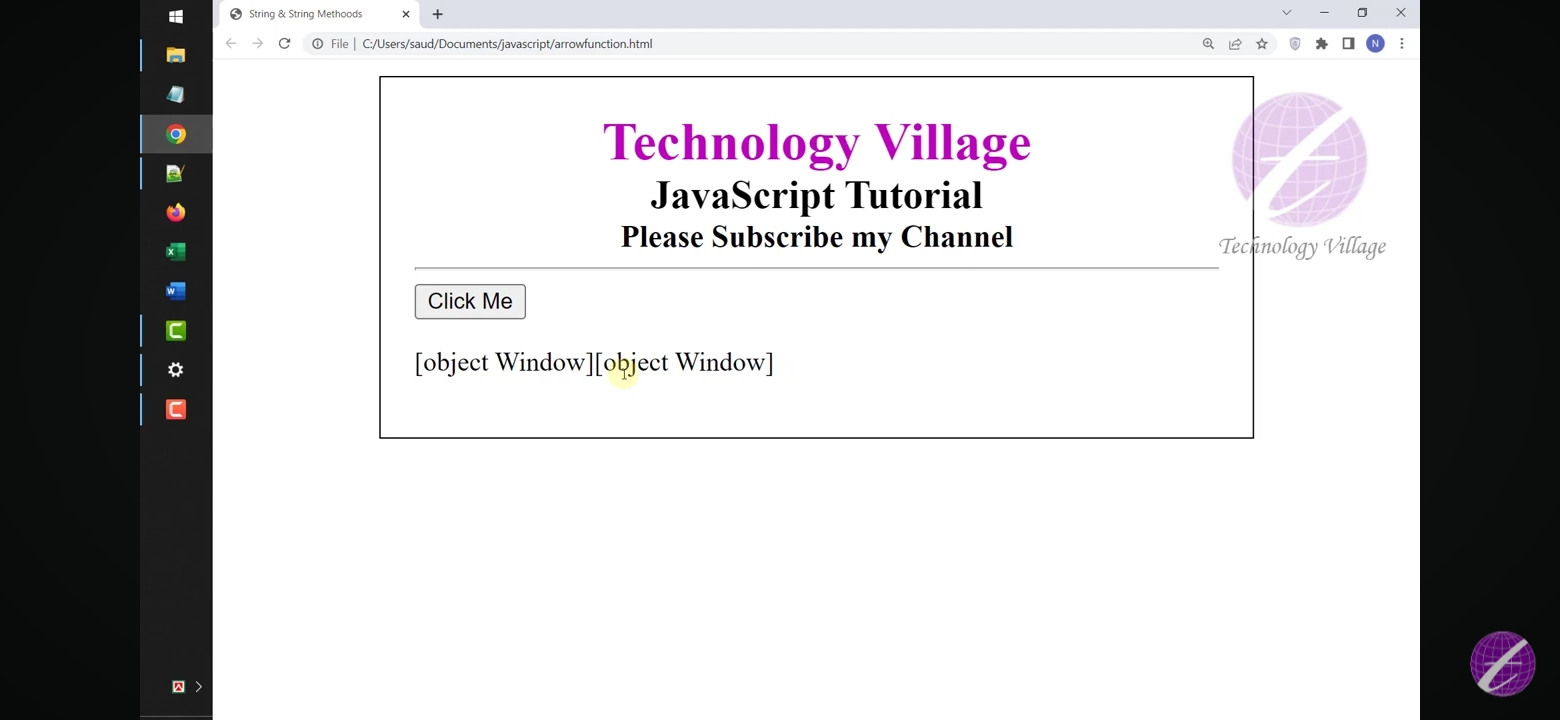 String & String Methoods
File
C:/Users/saud/Documents/javascript/arrowfunction.html
N
Technology Village
JavaScript Tutorial
Please Subscribe my Channel
Technology Village
Click Me
[object Window][object Window]